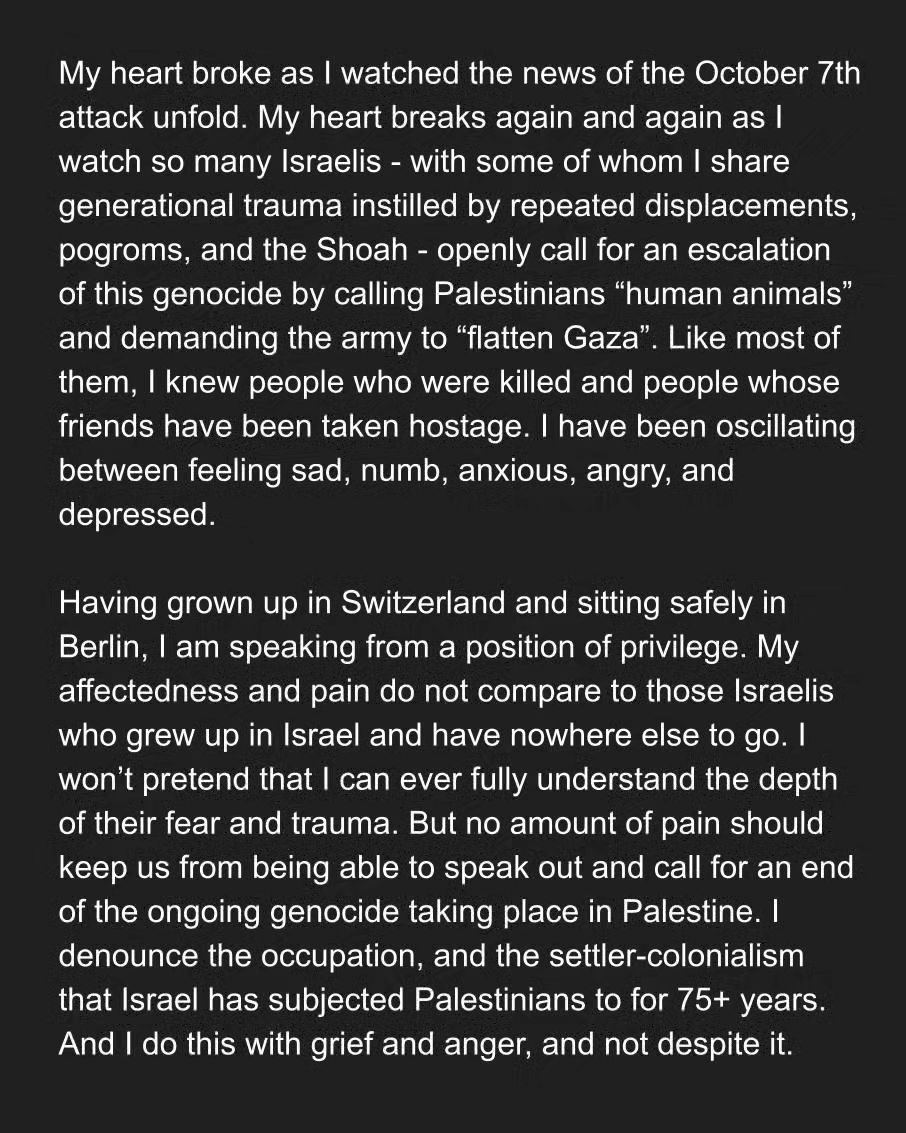 My heart broke as I watched the news of the October 7th
attack unfold. My heart breaks again and again as I
watch so many Israelis - with some of whom I share
generational trauma instilled by repeated displacements,
pogroms, and the Shoah - openly call for an escalation
of this genocide by calling Palestinians “human animals”
and demanding the army to “flatten Gaza”. Like most of
them, I knew people who were killed and people whose
friends have been taken hostage. I have been oscillating
between feeling sad, numb, anxious, angry, and
depressed.
Having grown up in Switzerland and sitting safely in
Berlin, I am speaking from a position of privilege. My
affectedness and pain do not compare to those Israelis
who grew up in Israel and have nowhere else to go. I
won’t pretend that I can ever fully understand the depth
of their fear and trauma. But no amount of pain should
keep us from being able to speak out and call for an end
of the ongoing genocide taking place in Palestine. I
denounce the occupation, and the settler-colonialism
that Israel has subjected Palestinians to for 75+ years.
And I do this with grief and anger, and not despite it.